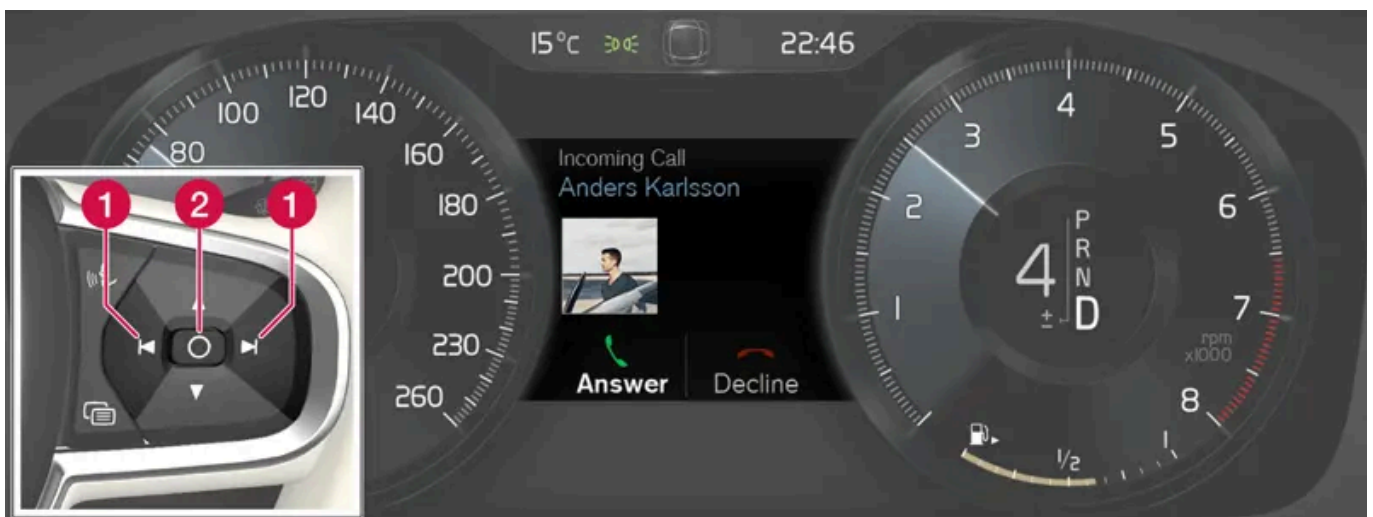 15°C 22:46
80
100
120
140
160
180
200
230
260
Incoming Call
Anders Karlsson
Answer Decline
1
2
3
4
5
6
7
8
rpm
x1000
4
±
P
R
N
D
1/2
1
1 2 1